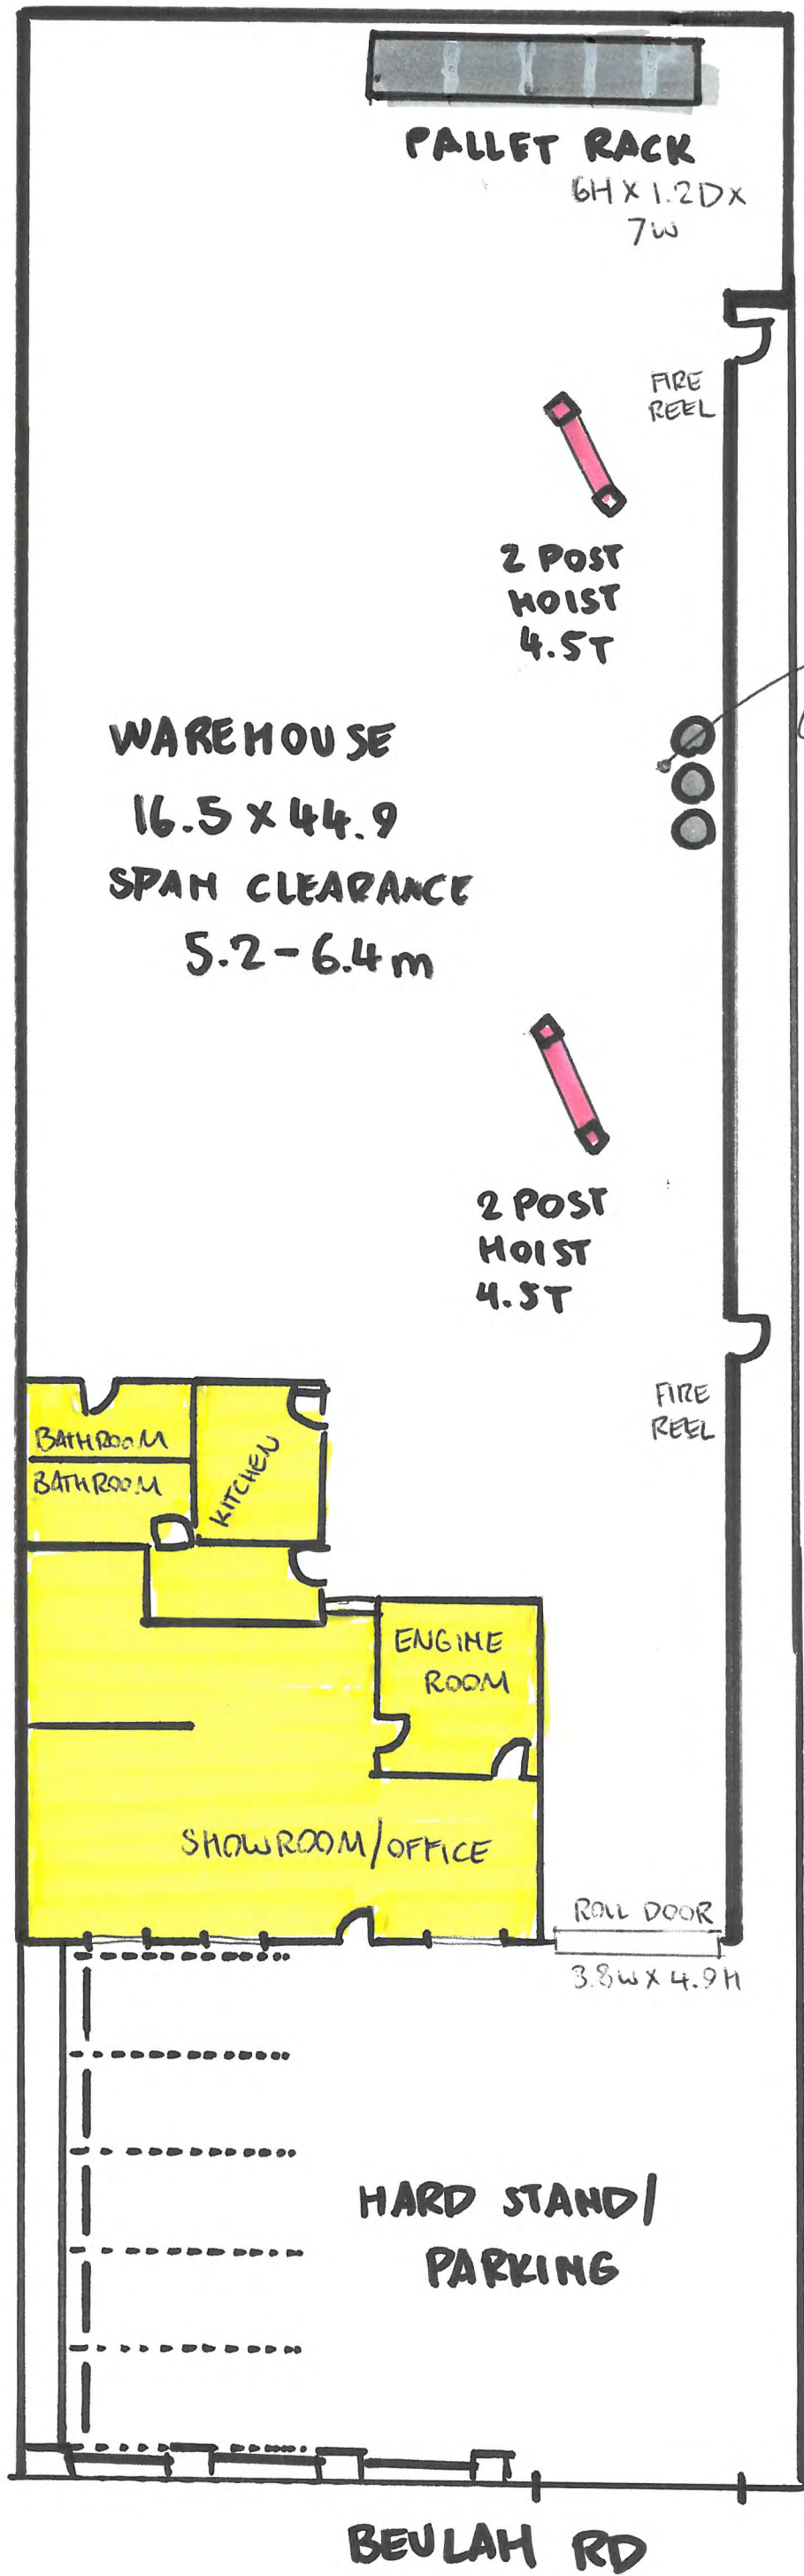 PALLET RACK
6H X 1.2D X
7W
FIRE
REEL
2 POST
HOIST
4.5T
WAREHOUSE
16.5 X 44.9
SPAN CLEARANCE
5.2-6.4m
2 POST
HOIST
4.5T
FIRE
REEL
BATHROOM
BATHROOM
KITCHEN
ENGINE
ROOM
SHOWROOM/OFFICE
ROLL DOOR
3.8W X 4.9H
HARD STAND/
PARKING
BEULAH RD